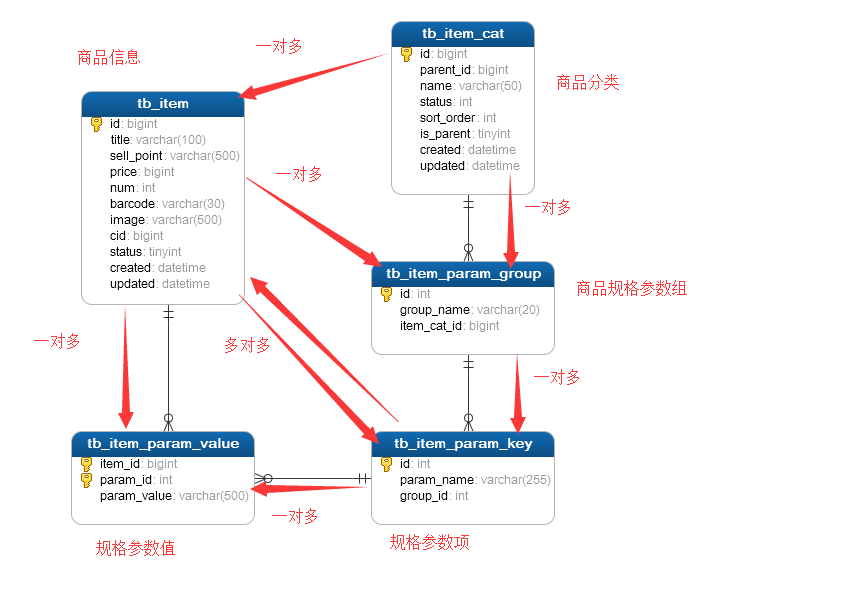 tb_item_cat
id: bigint
parent_id: bigint
name: varchar(50)
status: int
sort_order: int
is_parent: tinyint
created: datetime
updated: datetime
商品分类
一对多
商品信息
tb_item
id: bigint
title: varchar(100)
sell_point: varchar(500)
price: bigint
num: int
barcode: varchar(30)
image: varchar(500)
cid: bigint
status: tinyint
created: datetime
updated: datetime
一对多
一对多
tb_item_param_group
id: int
group_name: varchar(20)
item_cat_id: bigint
商品规格参数组
一对多
多对多
一对多
tb_item_param_value
item_id: bigint
param_id: int
param_value: varchar(500)
规格参数值
一对多
tb_item_param_key
id: int
param_name: varchar(255)
group_id: int
规格参数项